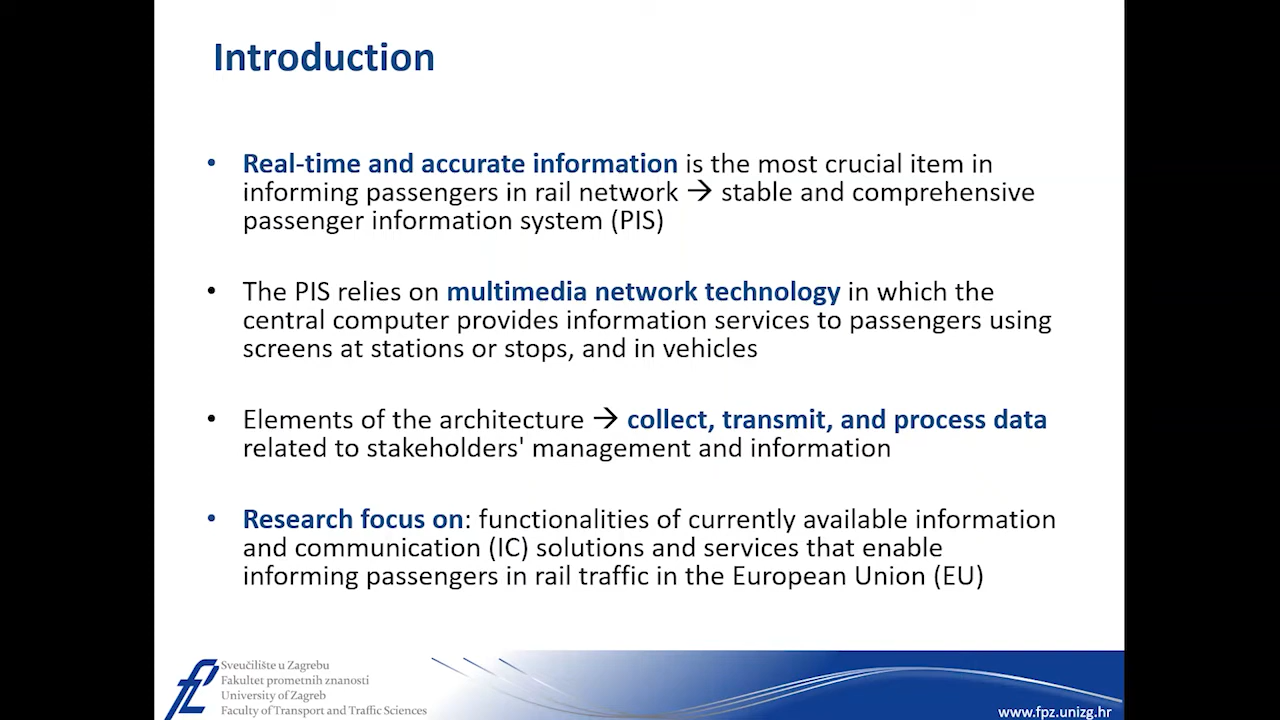 Introduction
• Real-time and accurate information is the most crucial item in
informing passengers in rail network → stable and comprehensive
passenger information system (PIS)
• The PIS relies on multimedia network technology in which the
central computer provides information services to passengers using
screens at stations or stops, and in vehicles
• Elements of the architecture → collect, transmit, and process data
related to stakeholders' management and information
• Research focus on: functionalities of currently available information
and communication (IC) solutions and services that enable
informing passengers in rail traffic in the European Union (EU)
Sveučilište u Zagrebu
Fakultet prometnih znanosti
University of Zagreb
Faculty of Transport and Traffic Sciences
www.fpz.unizg.hr